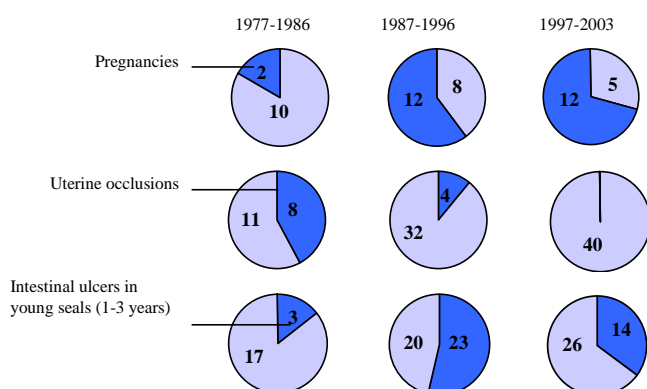 1977-1986 1987-1996 1997-2003
Pregnancies
2 10
12 8
12 5
Uterine occlusions
11 8
4 32
40
Intestinal ulcers in
young seals (1-3 years)
3 17
20 23
26 14